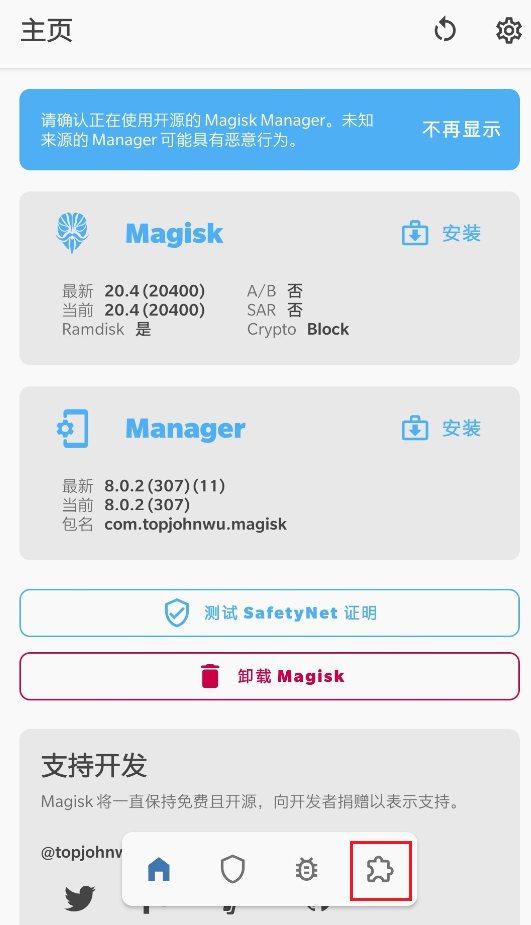 主页
请确认正在使用开源的 Magisk Manager。未知
来源的 Manager 可能具有恶意行为。
不再显示
Magisk
安装
最新 20.4 (20400)
A/B 否
当前 20.4 (20400)
SAR 否
Ramdisk 是
Crypto Block
Manager
安装
最新 8.0.2 (307) (11)
当前 8.0.2 (307)
包名 com.topjohnwu.magisk
测试 SafetyNet 证明
卸载 Magisk
支持开发
Magisk 将一直保持免费且开源，向开发者捐赠以表示支持。
@topjohnw